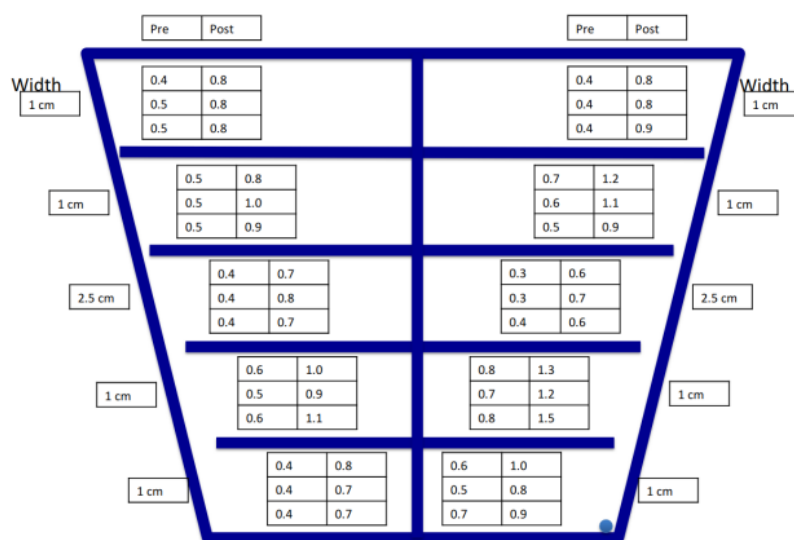 Pre Post Pre Post
Width Width
0.4 0.8 0.4 0.8
1 cm 0.5 0.8 0.4 0.8 1 cm
0.5 0.8 0.4 0.9
0.5 0.8 0.7 1.2
1 cm 0.5 1.0 0.6 1.1 1 cm
0.5 0.9 0.5 0.9
0.4 0.7 0.3 0.6
2.5 cm 0.4 0.8 0.3 0.7 2.5 cm
0.4 0.7 0.4 0.6
0.6 1.0 0.8 1.3
1 cm 0.5 0.9 0.7 1.2 1 cm
0.6 1.1 0.8 1.5
0.4 0.8 0.6 1.0
1 cm 0.4 0.7 0.5 0.8 1 cm
0.4 0.7 0.7 0.9